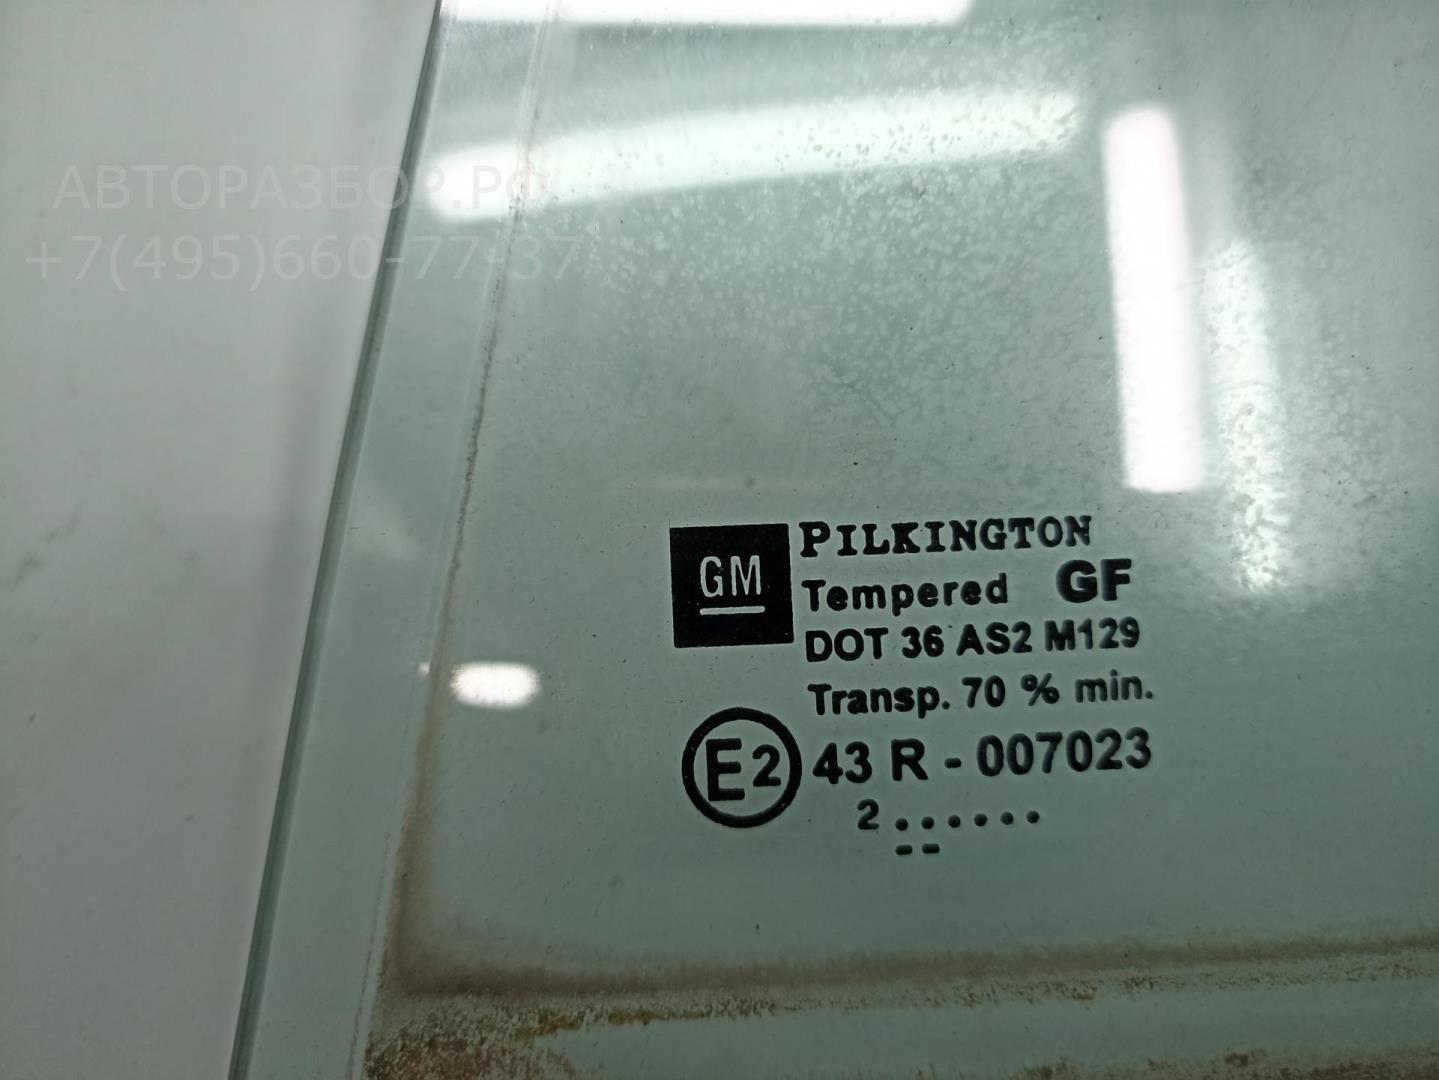 АВТОРАЗБОР.РФ
+7(495)660-77-37
GM
PILKINGTON
Tempered GF
DOT 36 AS2 M129
Transp. 70 % min.
E2 43 R - 007023
2 ......
--